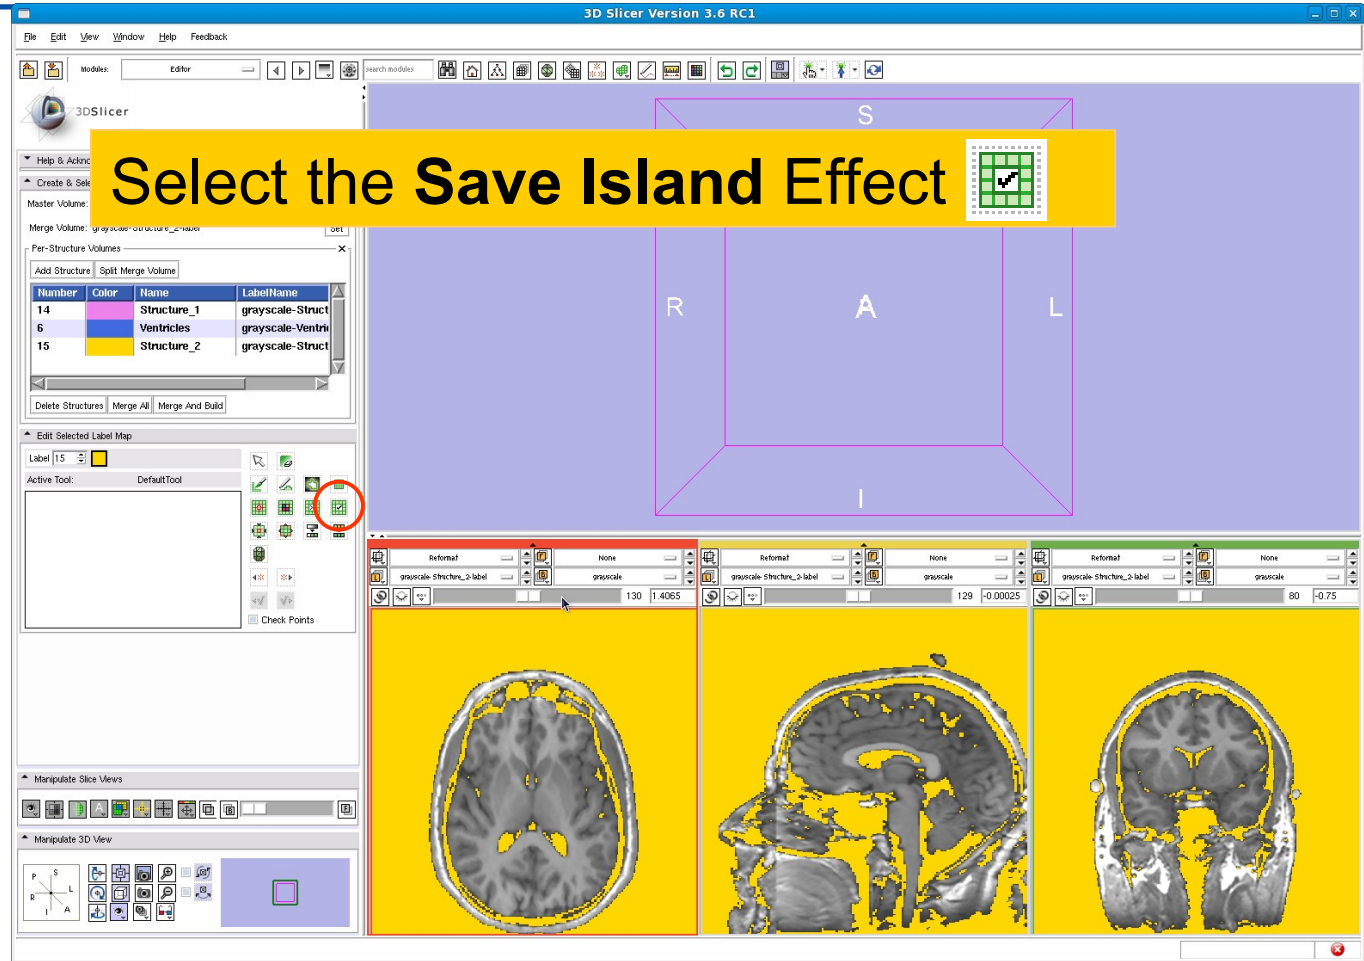 3D Slicer Version 3.6 RC1
File Edit View Window Help Feedback
Modules: Editor search modules
3DSlicer
Select the Save Island Effect
Help & Ackno
Create & Sele
Master Volume:
Merge Volume: grayscale-Structure_2-label Set
Per-Structure Volumes
Add Structure Split Merge Volume
Number Color Name LabelName
14 Structure_1 grayscale-Struct
6 Ventricles grayscale-Ventri
15 Structure_2 grayscale-Struct
Delete Structures Merge All Merge And Build
Edit Selected Label Map
Label 15
Active Tool: DefaultTool
Check Points
S
R A L
I
Reformat None Reformat None Reformat None
grayscale-Structure_2-label grayscale grayscale-Structure_2-label grayscale grayscale-Structure_2-label grayscale
130 1.4065 129 -0.00025 80 -0.75
Manipulate Slice Views
Manipulate 3D View
P S
R L
I A